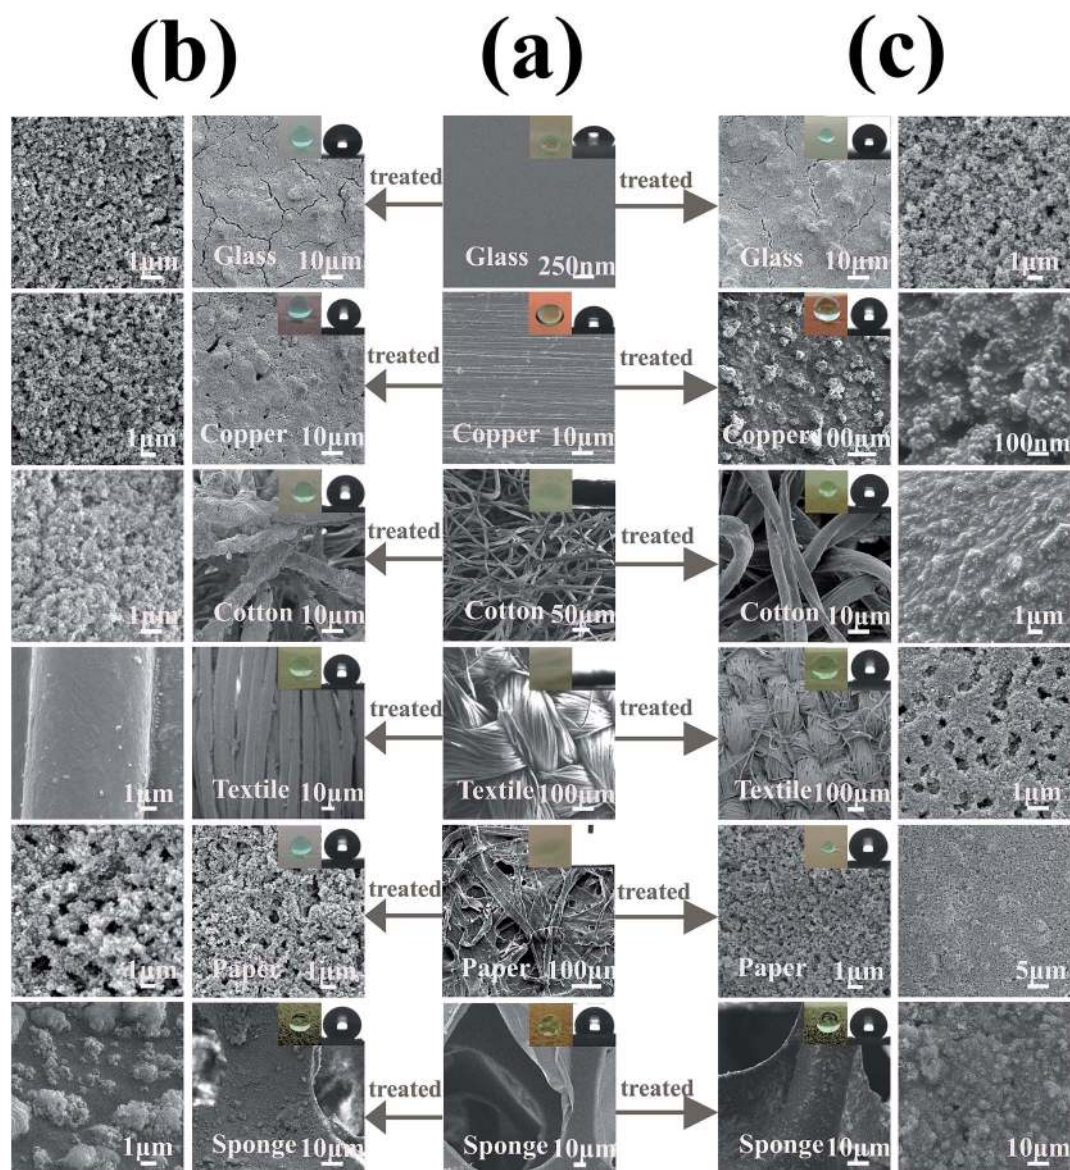 (b) (a) (c)
treated treated
1μm Glass 10μm Glass 250nm Glass 10μm 1μm
treated treated
1μm Copper 10μm Copper 10μm Copper 100μm 100nm
treated treated
1μm Cotton 10μm Cotton 50μm Cotton 10μm 1μm
treated treated
1μm Textile 10μm Textile 100μm Textile 100μm 1μm
treated treated
1μm Paper 1μm Paper 100μm Paper 1μm 5μm
treated treated
1μm Sponge 10μm Sponge 10μm Sponge 10μm 10μm